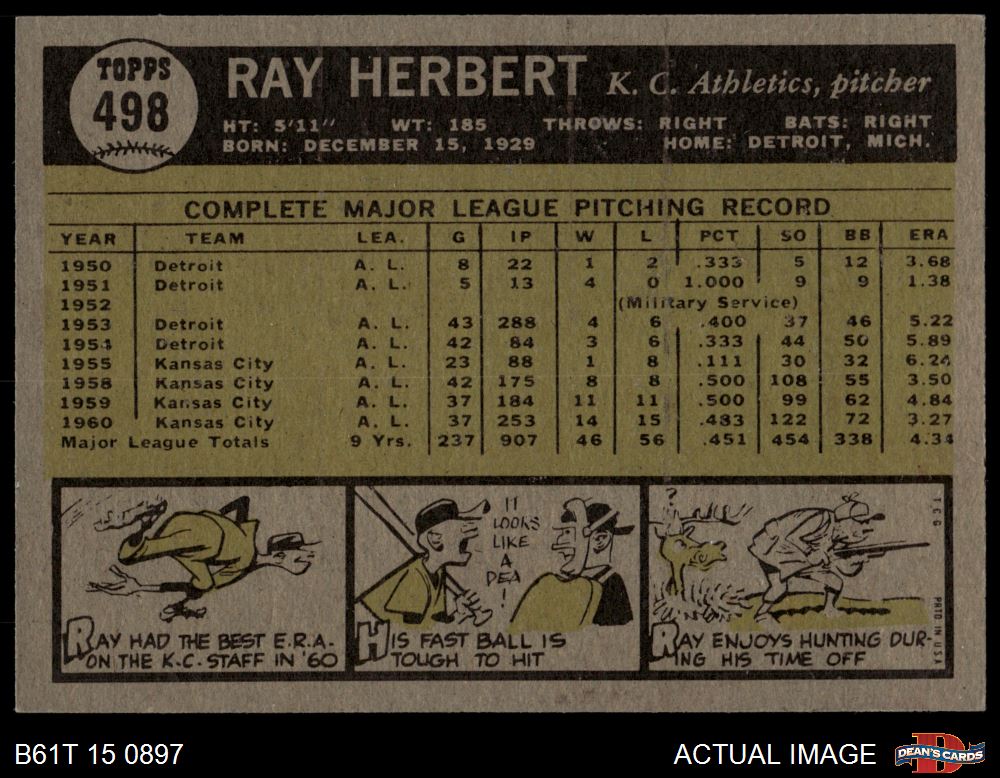 TOPPS
498
RAY HERBERT K. C. Athletics, pitcher
HT: 5'11" WT: 185 THROWS: RIGHT BATS: RIGHT
BORN: DECEMBER 15, 1929 HOME: DETROIT, MICH.
COMPLETE MAJOR LEAGUE PITCHING RECORD
YEAR TEAM LEA. G IP W L PCT SO BB ERA
1950 Detroit A. L. 8 22 1 2 .333 5 12 3.68
1951 Detroit A. L. 5 13 4 0 1.000 9 9 1.38
1952 (Military Service)
1953 Detroit A. L. 43 288 4 6 .400 37 46 5.22
1954 Detroit A. L. 42 84 3 6 .333 44 50 5.89
1955 Kansas City A. L. 23 88 1 8 .111 30 32 6.24
1958 Kansas City A. L. 42 175 8 8 .500 108 55 3.50
1959 Kansas City A. L. 37 184 11 11 .500 99 62 4.84
1960 Kansas City A. L. 37 253 14 15 .483 122 72 3.27
Major League Totals 9 Yrs. 237 907 46 56 .451 454 338 4.34
RAY HAD THE BEST E.R.A.
ON THE K.C. STAFF IN '60
IT
LOOKS
LIKE
A
PEA!
HIS FAST BALL IS
TOUGH TO HIT
?
RAY ENJOYS HUNTING DUR-
ING HIS TIME OFF
T.C.G.
PRTD IN U.S.A.
B61T 15 0897
ACTUAL IMAGE
D
DEAN'S CARDS